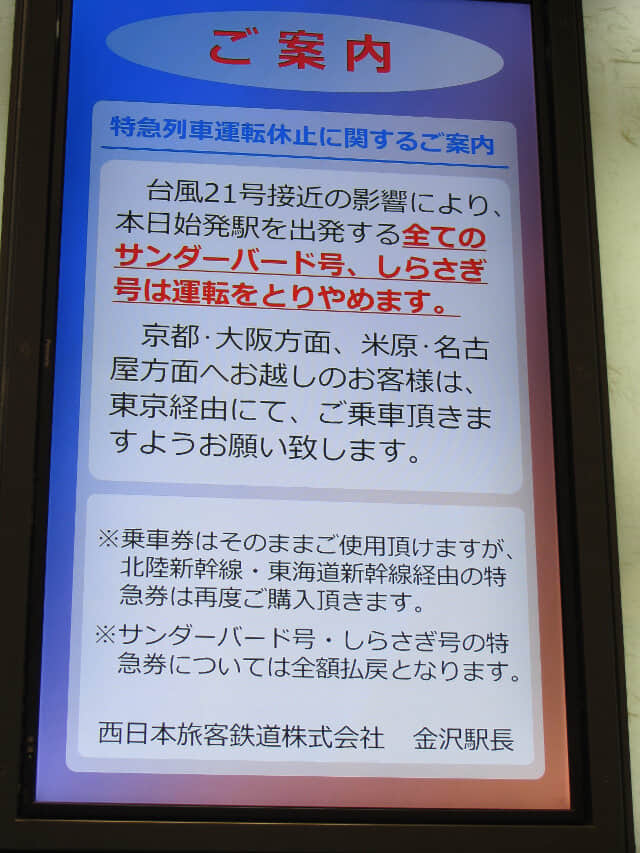 ご案内
特急列車運転休止に関するご案内
台風21号接近の影響により、
本日始発駅を出発する全ての
サンダーバード号、しらさぎ
号は運転をとりやめます。
京都・大阪方面、米原・名古
屋方面へお越しのお客様は、
東京経由にて、ご乗車頂きま
すようお願い致します。
※乗車券はそのままご使用頂けますが、
北陸新幹線・東海道新幹線経由の特
急券は再度ご購入頂きます。
※サンダーバード号・しらさぎ号の特
急券については全額払戻となります。
西日本旅客鉄道株式会社 金沢駅長